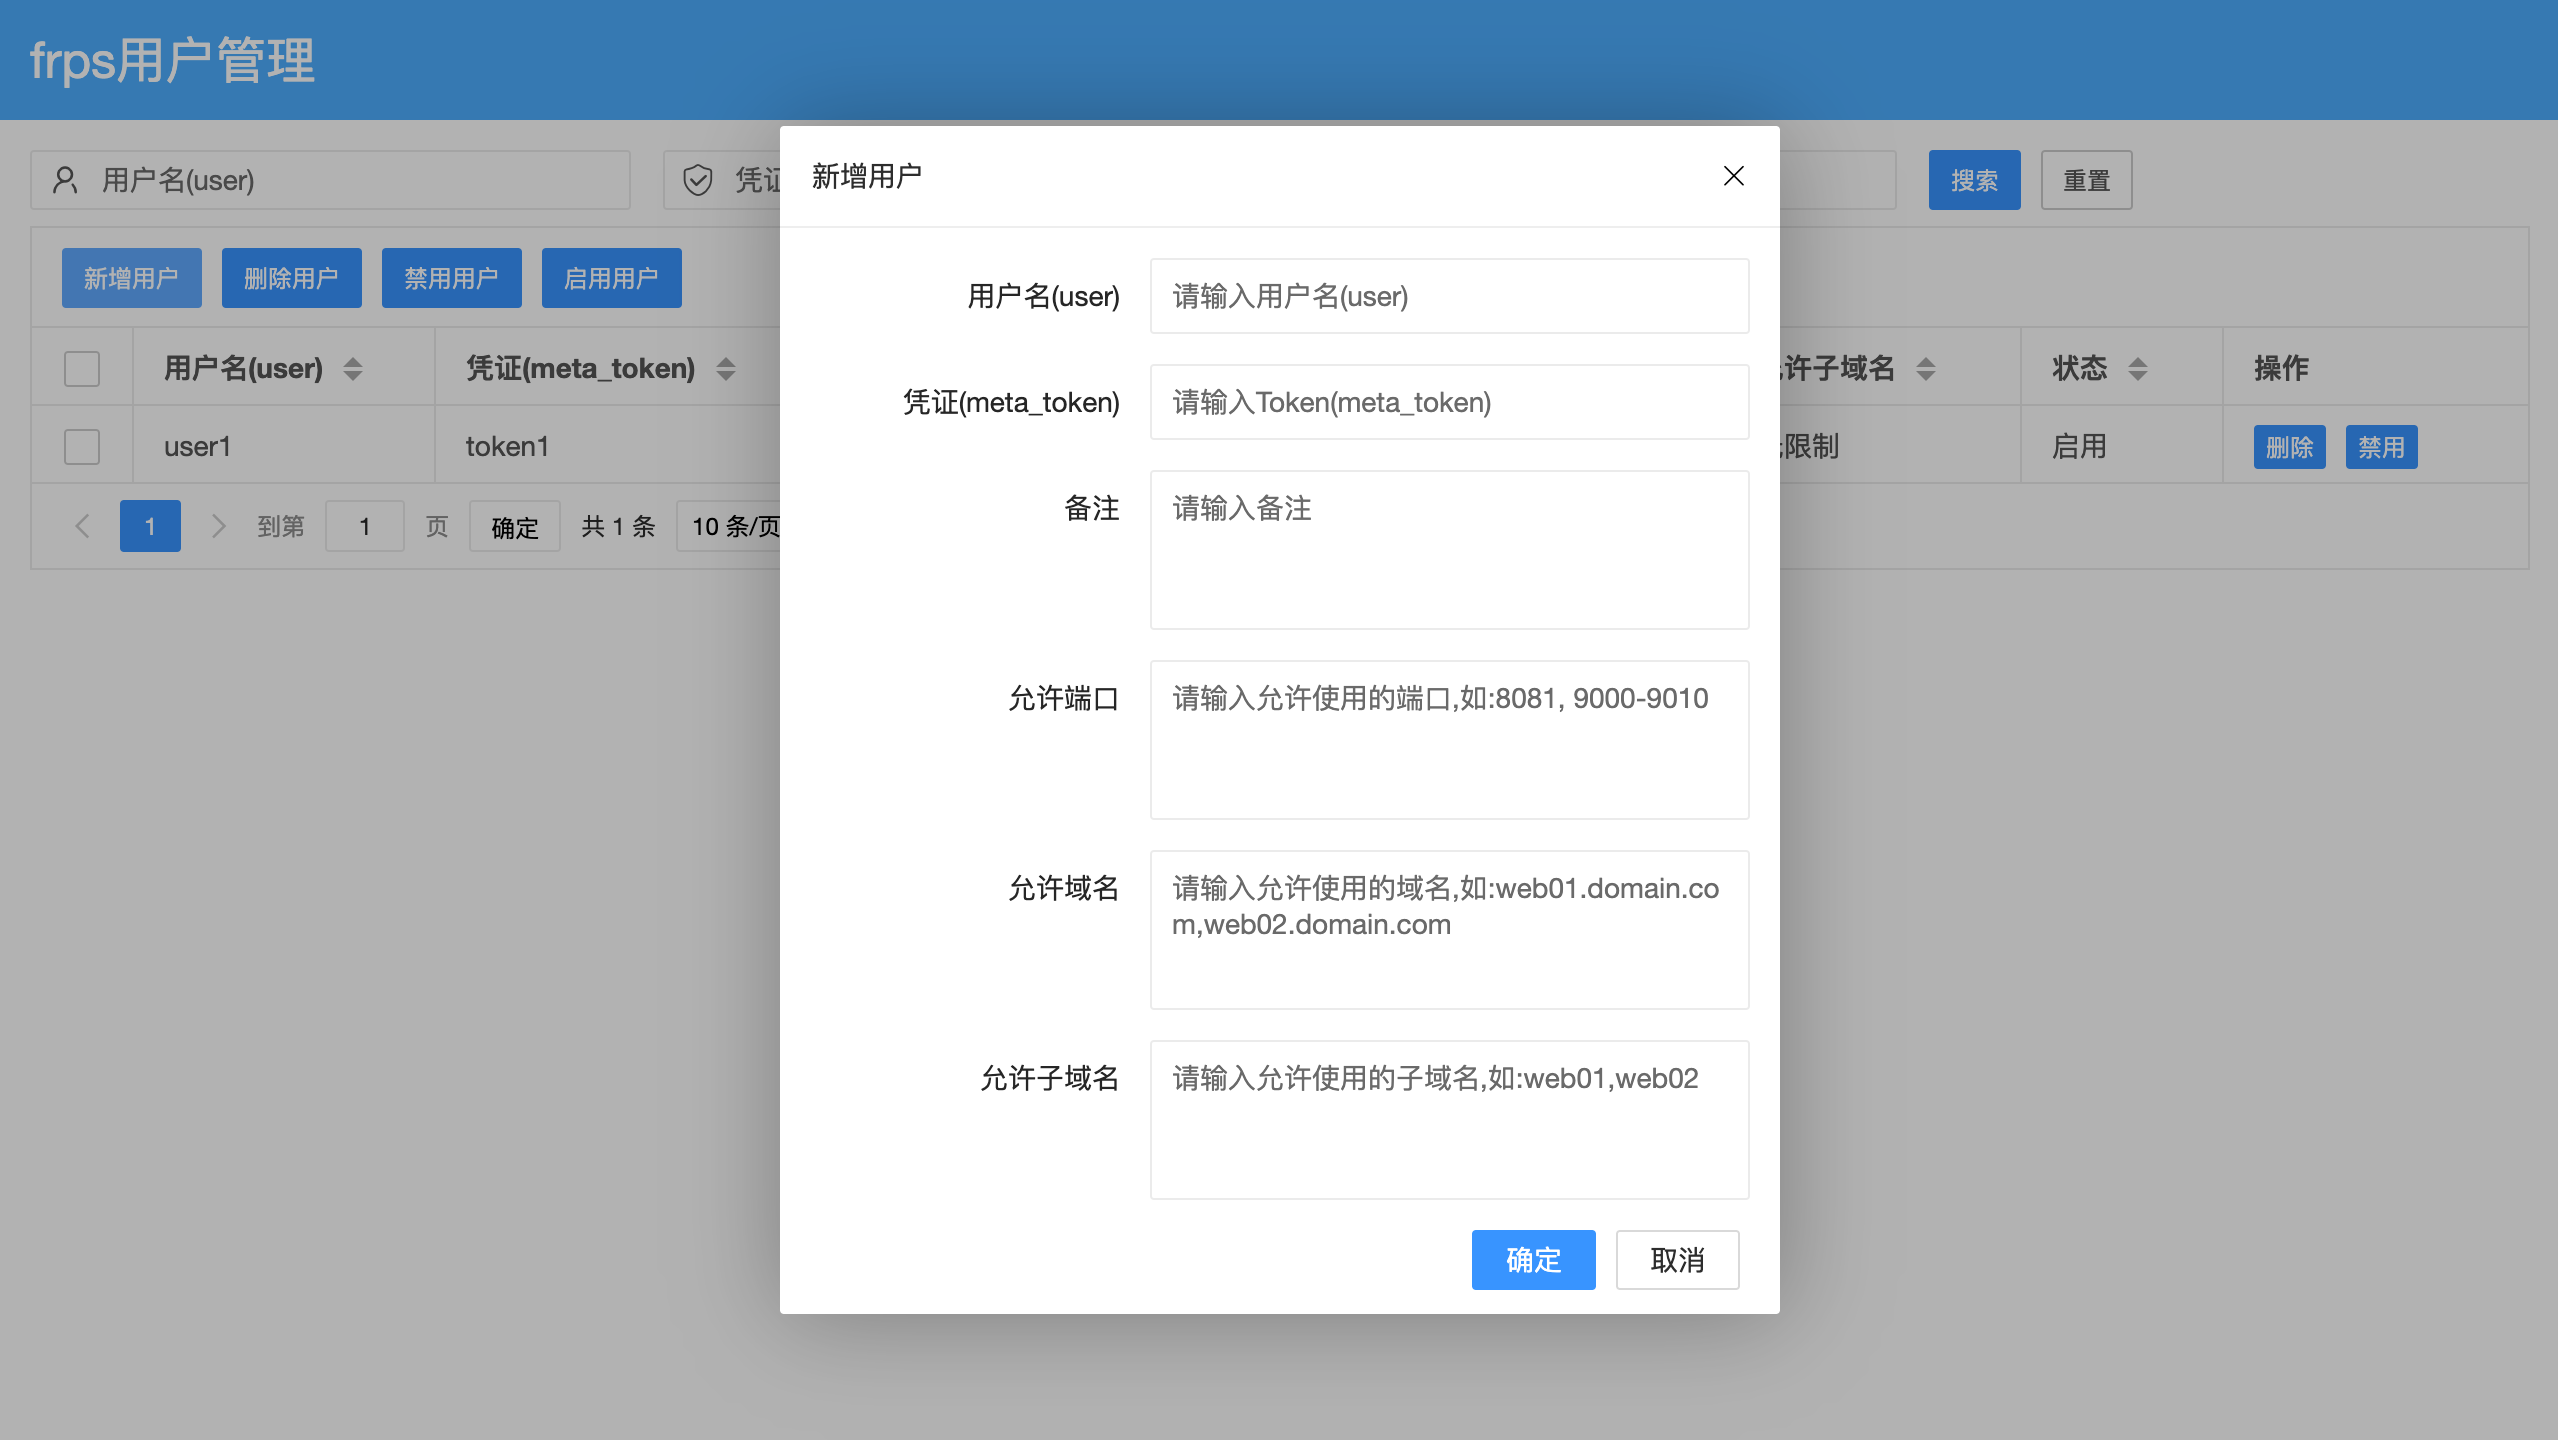 frps用户管理
用户名(user)
凭证
搜索
重置
新增用户
删除用户
禁用用户
启用用户
用户名(user)
凭证(meta_token)
许子域名
状态
操作
user1
token1
限制
启用
删除
禁用
1
到第
1
页
确定
共 1 条
10 条/页
新增用户
用户名(user)
请输入用户名(user)
凭证(meta_token)
请输入Token(meta_token)
备注
请输入备注
允许端口
请输入允许使用的端口,如:8081, 9000-9010
允许域名
请输入允许使用的域名,如:web01.domain.co
m,web02.domain.com
允许子域名
请输入允许使用的子域名,如:web01,web02
确定
取消